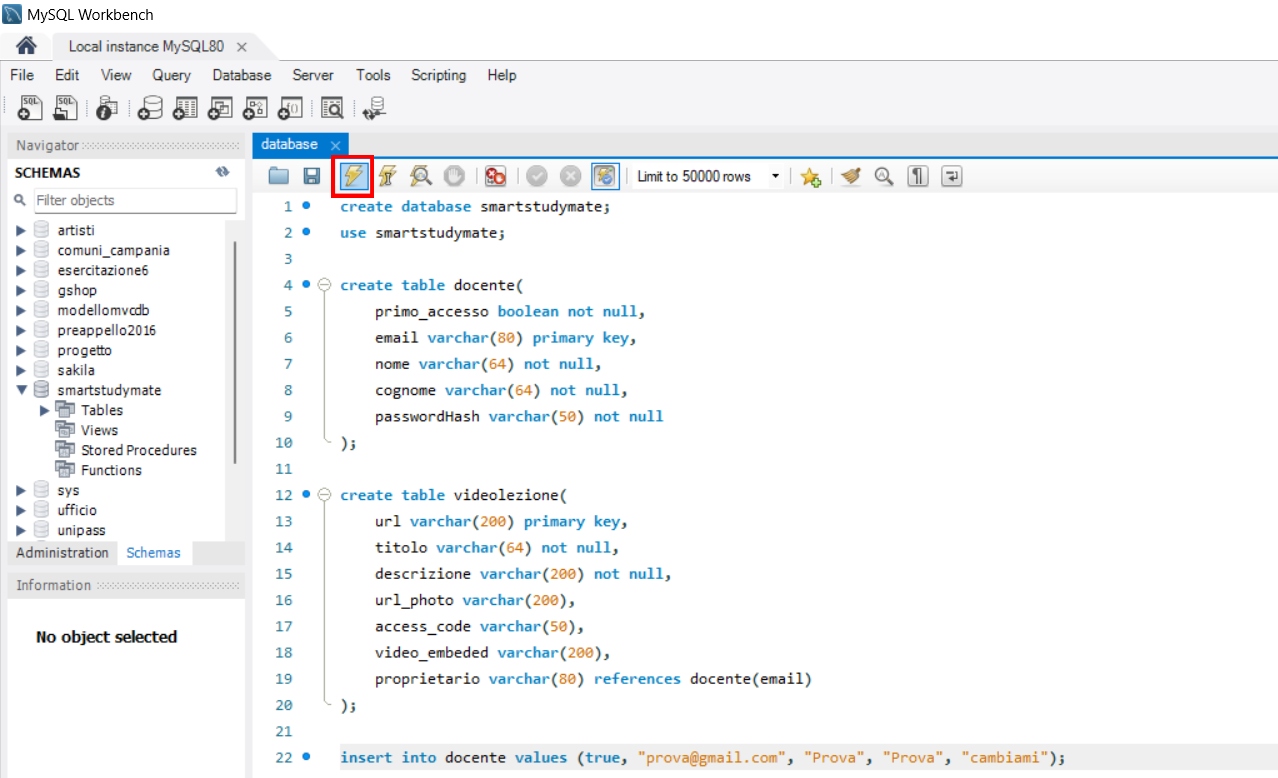 MySQL Workbench
Local instance MySQL80
File Edit View Query Database Server Tools Scripting Help
Navigator
SCHEMAS
Filter objects
artisti
comuni_campania
esercitazione6
gshop
modellomvcdb
preappello2016
progetto
sakila
smartstudymate
Tables
Views
Stored Procedures
Functions
sys
ufficio
unipass
Administration Schemas
Information
No object selected
database
Limit to 50000 rows
1 create database smartstudymate;
2 use smartstudymate;
3
4 create table docente(
5 primo_accesso boolean not null,
6 email varchar(80) primary key,
7 nome varchar(64) not null,
8 cognome varchar(64) not null,
9 passwordHash varchar(50) not null
10 );
11
12 create table videolezione(
13 url varchar(200) primary key,
14 titolo varchar(64) not null,
15 descrizione varchar(200) not null,
16 url_photo varchar(200),
17 access_code varchar(50),
18 video_embeded varchar(200),
19 proprietario varchar(80) references docente(email)
20 );
21
22 insert into docente values (true, "prova@gmail.com", "Prova", "Prova", "cambiami");